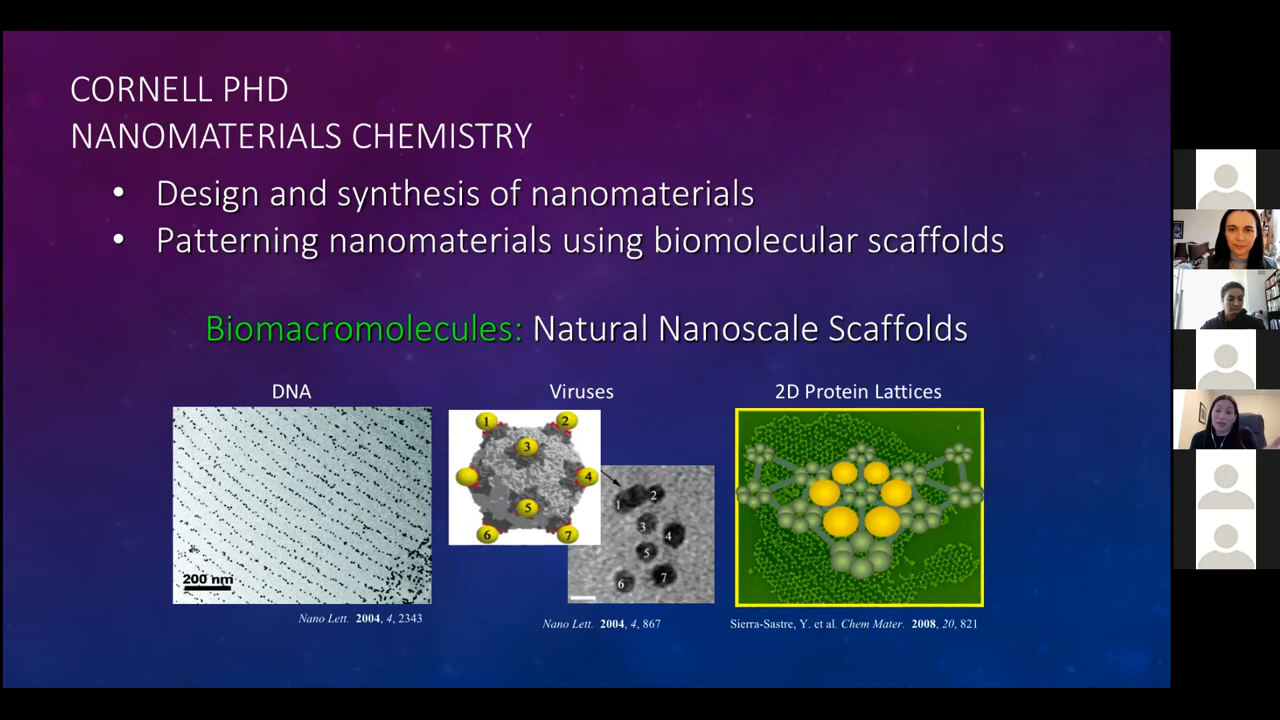 CORNELL PHD
NANOMATERIALS CHEMISTRY
• Design and synthesis of nanomaterials
• Patterning nanomaterials using biomolecular scaffolds
Biomacromolecules: Natural Nanoscale Scaffolds
DNA
Viruses
2D Protein Lattices
200 nm
1
2
3
4
5
6
7
1
2
3
4
5
6
7
Nano Lett. 2004, 4, 2343
Nano Lett. 2004, 4, 867
Sierra-Sastre, Y. et al. Chem Mater. 2008, 20, 821